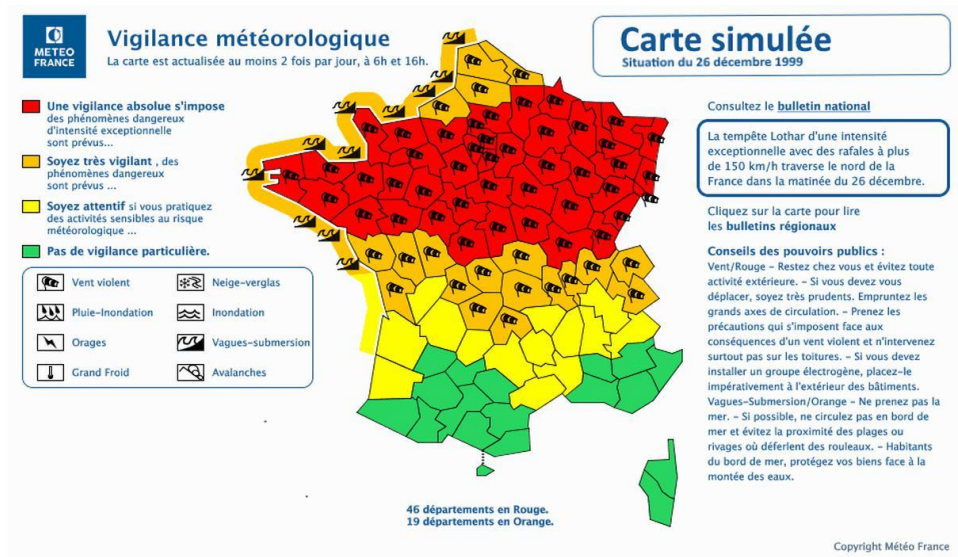 METEO
FRANCE
Vigilance météorologique
La carte est actualisée au moins 2 fois par jour, à 6h et 16h.
Carte simulée
Situation du 26 décembre 1999
Une vigilance absolue s'impose
des phénomènes dangereux
d'intensité exceptionnelle
sont prévus...
Soyez très vigilant , des
phénomènes dangereux
sont prévus ...
Soyez attentif si vous pratiquez
des activités sensibles au risque
météorologique ...
Pas de vigilance particulière.
Vent violent
Neige-verglas
Pluie-Inondation
Inondation
Orages
Vagues-submersion
Grand Froid
Avalanches
Consultez le bulletin national
La tempête Lothar d'une intensité
exceptionnelle avec des rafales à plus
de 150 km/h traverse le nord de la
France dans la matinée du 26 décembre.
Cliquez sur la carte pour lire
les bulletins régionaux
Conseils des pouvoirs publics :
Vent/Rouge - Restez chez vous et évitez toute
activité extérieure. - Si vous devez vous
déplacer, soyez très prudents. Empruntez les
grands axes de circulation. - Prenez les
précautions qui s'imposent face aux
conséquences d'un vent violent et n'intervenez
surtout pas sur les toitures. - Si vous devez
installer un groupe électrogène, placez-le
impérativement à l'extérieur des bâtiments.
Vagues-Submersion/Orange - Ne prenez pas la
mer. - Si possible, ne circulez pas en bord de
mer et évitez la proximité des plages ou
rivages où déferlent des rouleaux. - Habitants
du bord de mer, protégez vos biens face à la
montée des eaux.
46 départements en Rouge.
19 départements en Orange.
Copyright Météo France